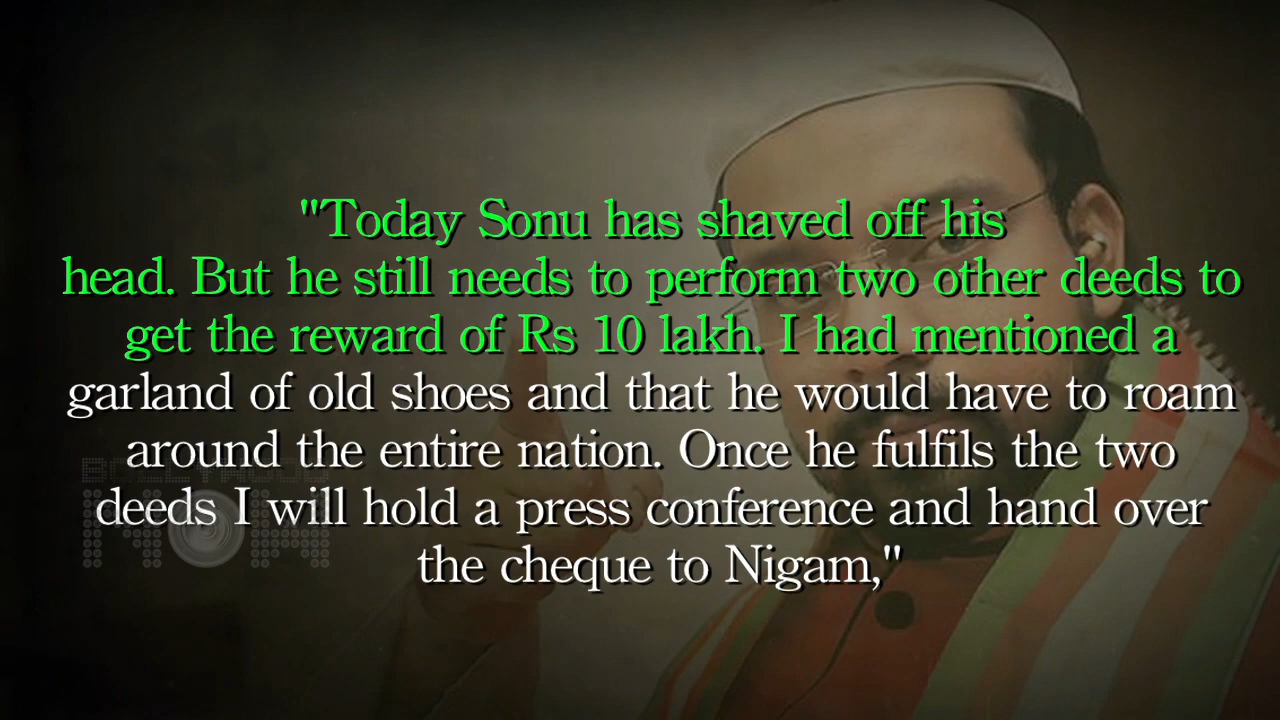 "Today Sonu has shaved off his
head. But he still needs to perform two other deeds to
get the reward of Rs 10 lakh. I had mentioned a
garland of old shoes and that he would have to roam
around the entire nation. Once he fulfils the two
deeds I will hold a press conference and hand over
the cheque to Nigam,"
BOLLYWOOD
NOW